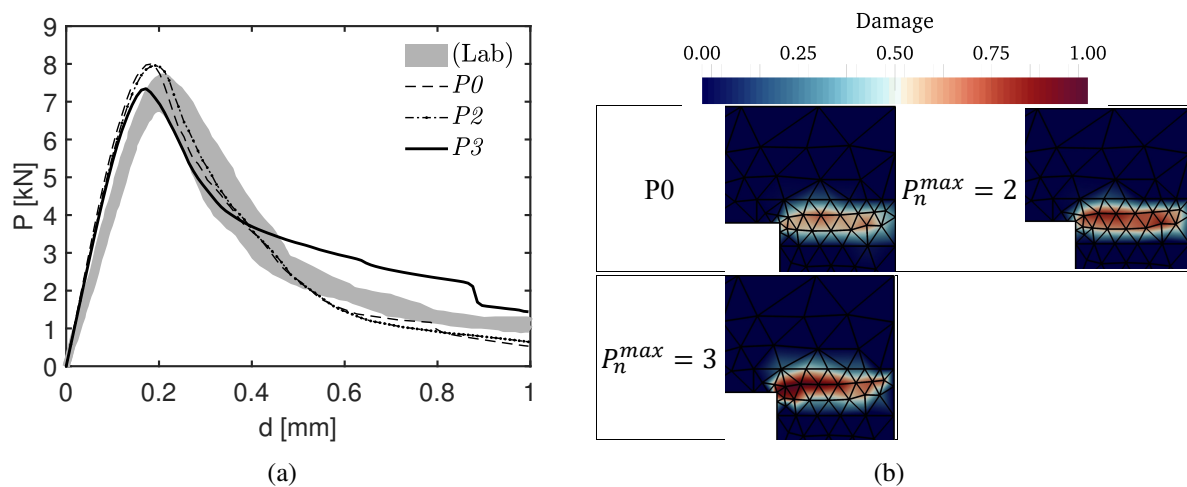 9
8
7
6
5
4
3
2
1
0
P [kN]
(Lab)
P0
P2
P3
0 0.2 0.4 0.6 0.8 1
d [mm]
(a)
Damage
0.00 0.25 0.50 0.75 1.00
P0
P_n^{max} = 2
P_n^{max} = 3
(b)